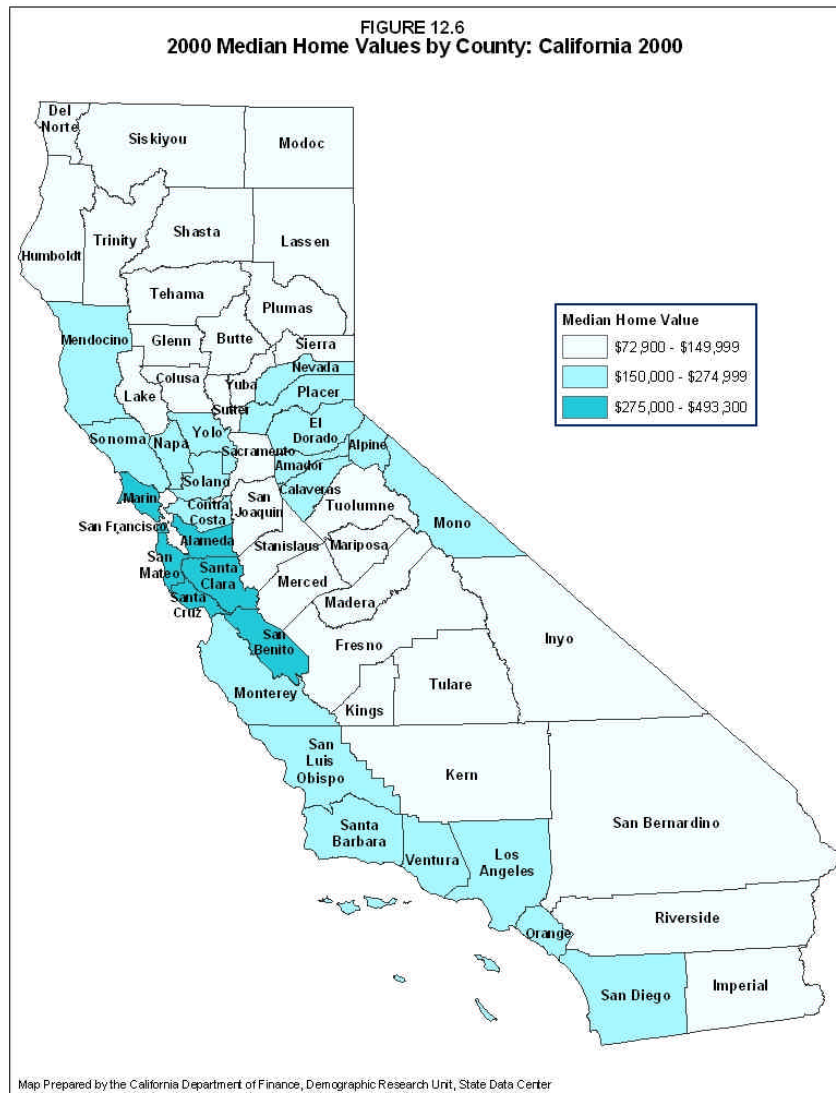 FIGURE 12.6
2000 Median Home Values by County: California 2000
Del
Norte
Siskiyou
Modoc
Humboldt
Trinity
Shasta
Lassen
Tehama
Plumas
Mendocino
Glenn
Butte
Sierra
Nevada
Colusa
Lake
Yuba
Sutter
Placer
Sonoma
Napa
Yolo
El
Dorado
Sacramento
Alpine
Amador
Solano
Calaveras
Marin
Contra
Costa
San
Joaquin
Tuolumne
Mono
San Francisco
Alameda
Stanislaus
Mariposa
San
Mateo
Santa
Clara
Merced
Santa
Cruz
Madera
San
Benito
Fresno
Inyo
Monterey
Tulare
Kings
San
Luis
Obispo
Kern
San Bernardino
Santa
Barbara
Ventura
Los
Angeles
Orange
Riverside
San Diego
Imperial
Median Home Value
$72,900 - $149,999
$150,000 - $274,999
$275,000 - $493,300
Map Prepared by the California Department of Finance, Demographic Research Unit, State Data Center